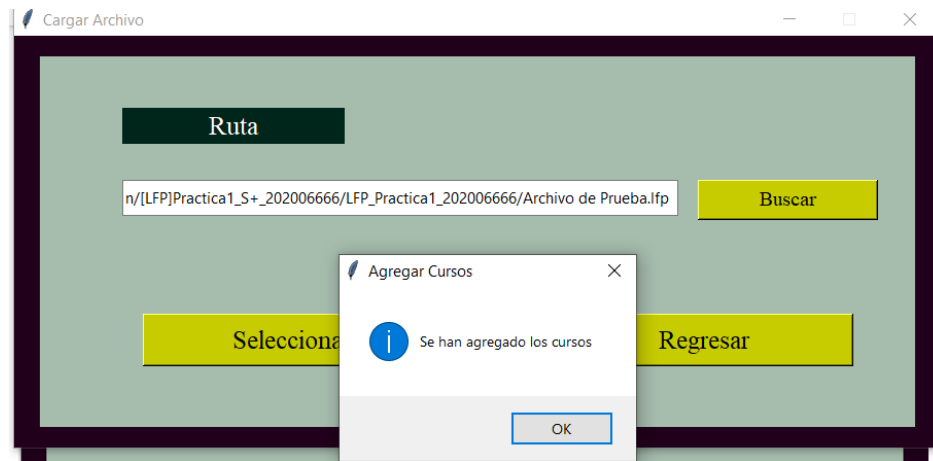 Cargar Archivo
Ruta
n/[LFP]Practica1_S+_202006666/LFP_Practica1_202006666/Archivo de Prueba.lfp
Buscar
Agregar Cursos
Selecciona
Se han agregado los cursos
Regresar
OK